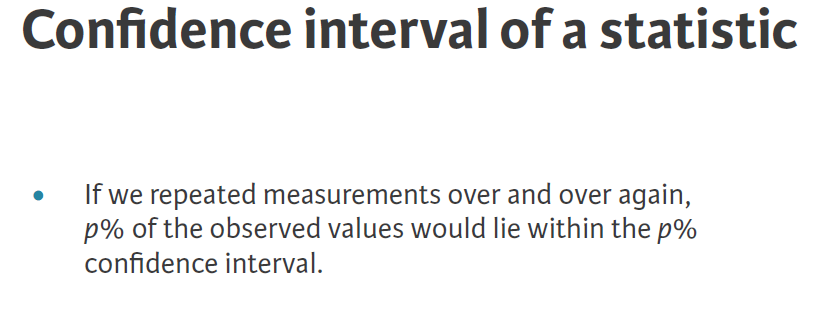 Confidence interval of a statistic
• If we repeated measurements over and over again,
p% of the observed values would lie within the p%
confidence interval.